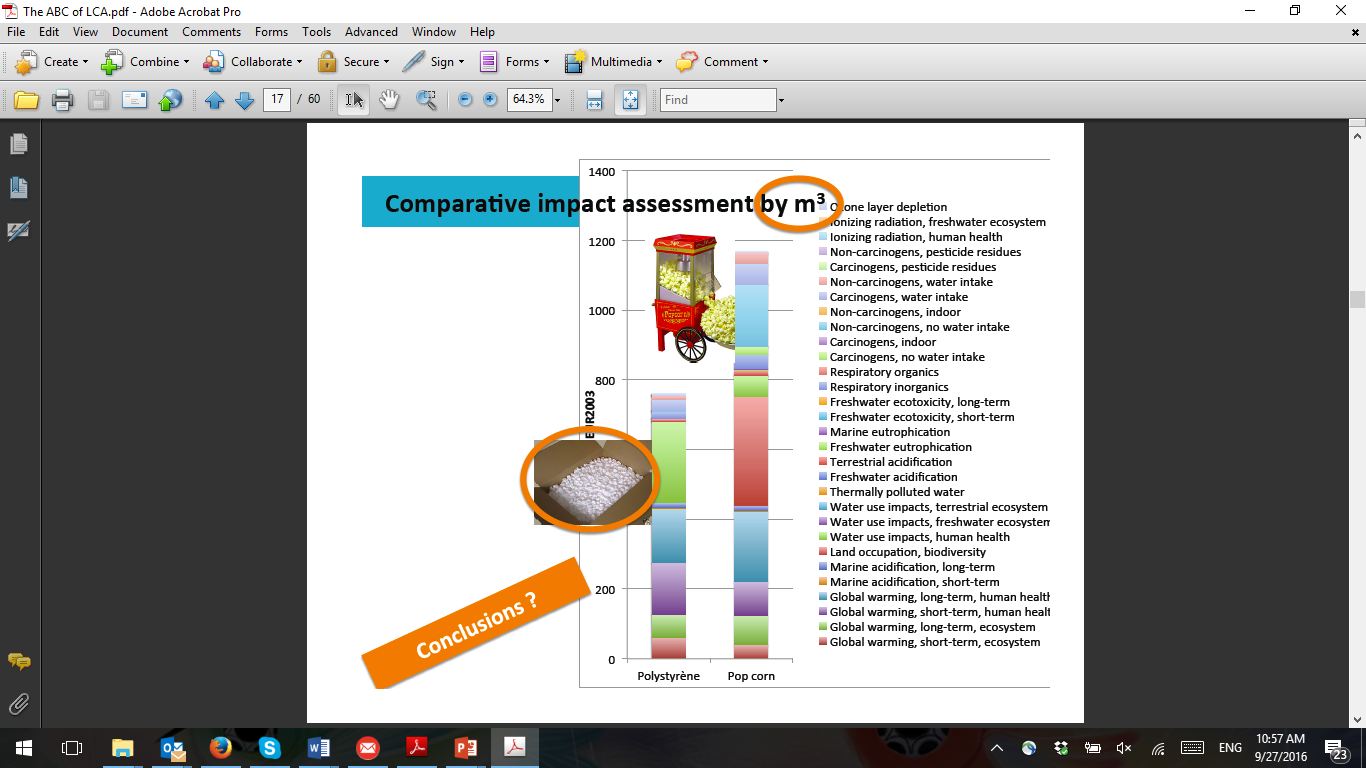 The ABC of LCA.pdf - Adobe Acrobat Pro
File Edit View Document Comments Forms Tools Advanced Window Help
Create Combine Collaborate Secure Sign Forms Multimedia Comment
17 / 60 64.3% Find
Comparative impact assessment by m³
1400
1200
1000
800
200
0
Polystyrène Pop corn
Conclusions ?
Ozone layer depletion
Ionizing radiation, freshwater ecosystem
Ionizing radiation, human health
Non-carcinogens, pesticide residues
Carcinogens, pesticide residues
Non-carcinogens, water intake
Carcinogens, water intake
Non-carcinogens, indoor
Non-carcinogens, no water intake
Carcinogens, indoor
Carcinogens, no water intake
Respiratory organics
Respiratory inorganics
Freshwater ecotoxicity, long-term
Freshwater ecotoxicity, short-term
Marine eutrophication
Freshwater eutrophication
Terrestrial acidification
Freshwater acidification
Thermally polluted water
Water use impacts, terrestrial ecosystem
Water use impacts, freshwater ecosystem
Water use impacts, human health
Land occupation, biodiversity
Marine acidification, long-term
Marine acidification, short-term
Global warming, long-term, human health
Global warming, short-term, human healt
Global warming, long-term, ecosystem
Global warming, short-term, ecosystem
ENG
10:57 AM
9/27/2016
23